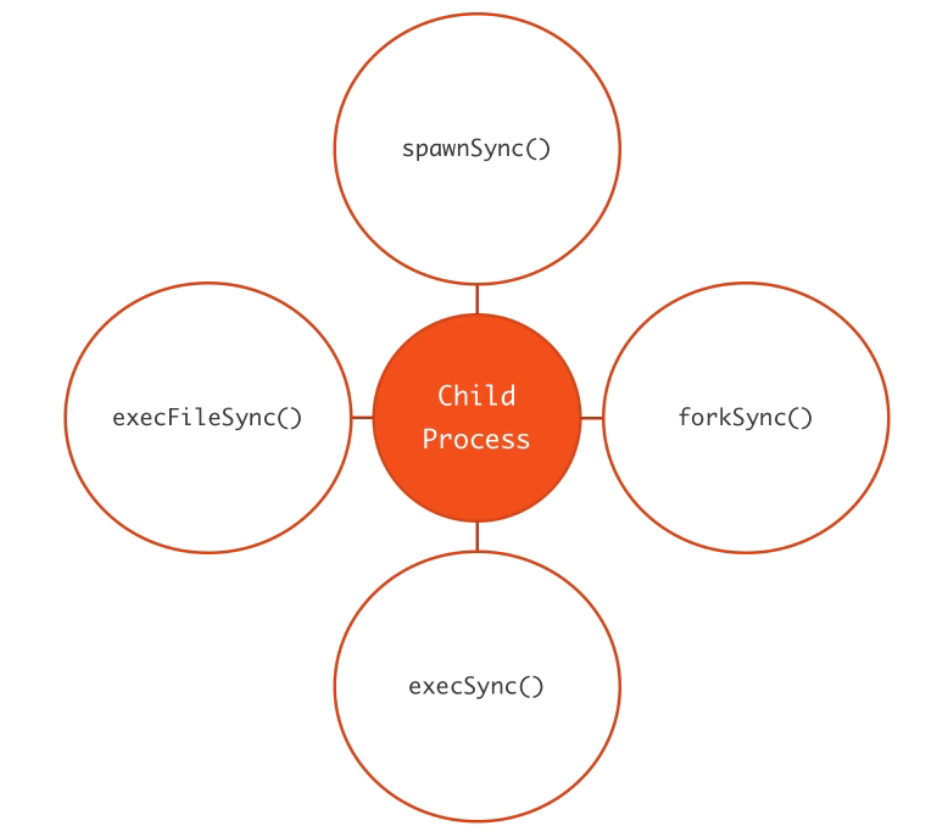 spawnSync()
execFileSync()
Child
Process
forkSync()
execSync()